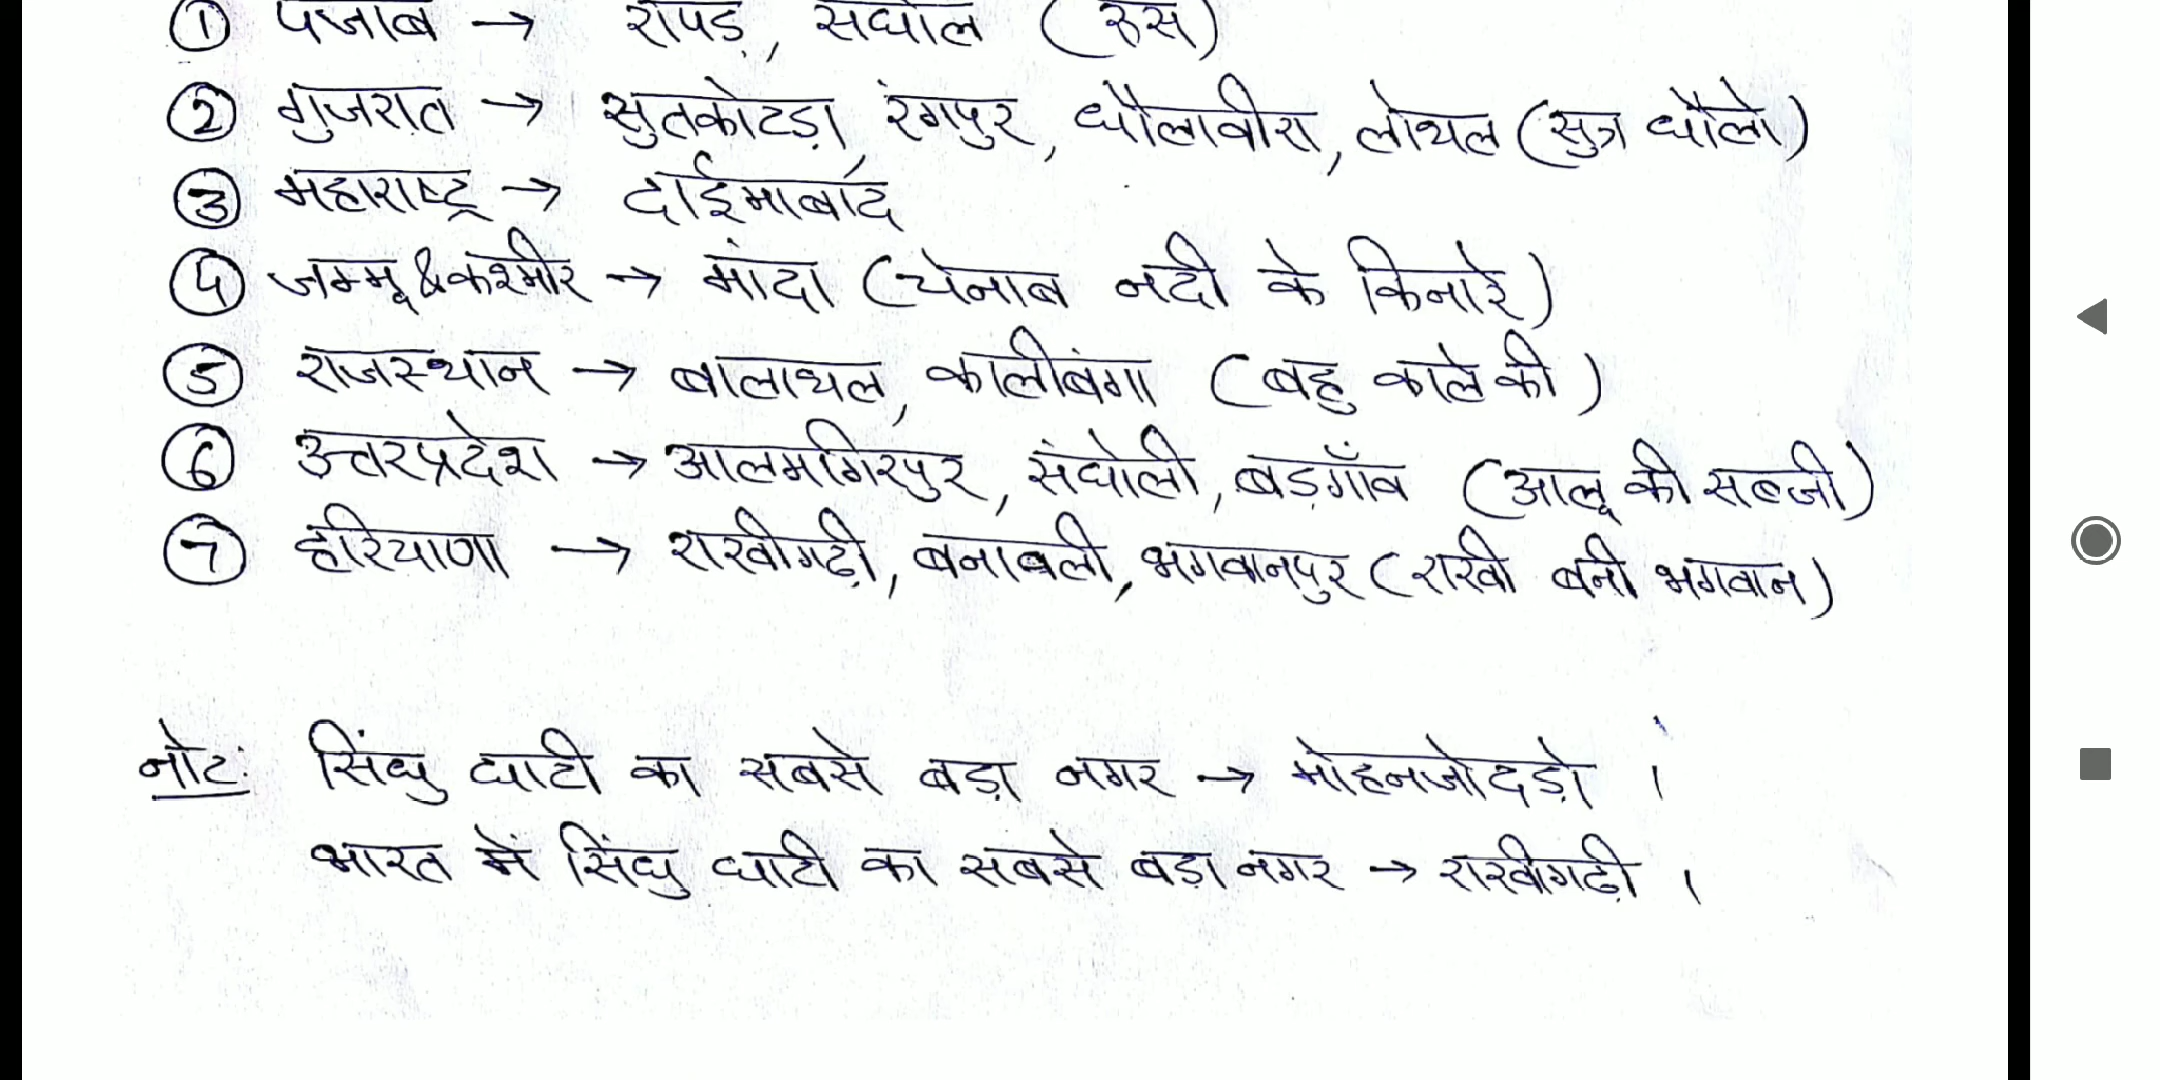 ① पंजाब → रोपड़, संघोल (रूस)
② गुजरात → सुतकोटड़ा, रंगपुर, धौलावीरा, लोथल (सुत्र धौलो)
③ महाराष्ट्र → दाईमाबाद
④ जम्मू & कश्मीर → मांदा (चेनाब नदी के किनारे)
⑤ राजस्थान → बालाथल, कालीबंगा (बहु काले की)
⑥ उत्तरप्रदेश → आलमगिरपुर, संघोली, बड़गाँव (आलू की सब्जी)
⑦ हरियाणा → राखीगढ़ी, बनावली, भगवानपुर (राखी बनी भगवान)
नोट: सिंधु घाटी का सबसे बड़ा नगर → मोहनजोदड़ो ।
भारत में सिंधु घाटी का सबसे बड़ा नगर → राखीगढ़ी ।